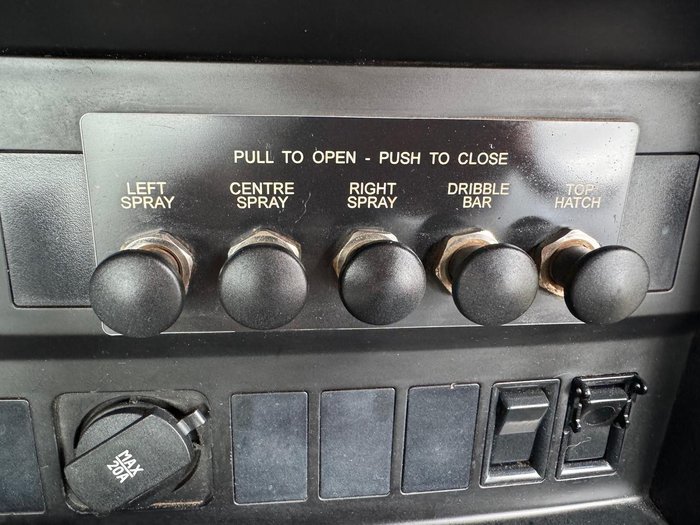 PULL TO OPEN - PUSH TO CLOSE
LEFT
SPRAY
CENTRE
SPRAY
RIGHT
SPRAY
DRIBBLE
BAR
TOP
HATCH
MAX
20A